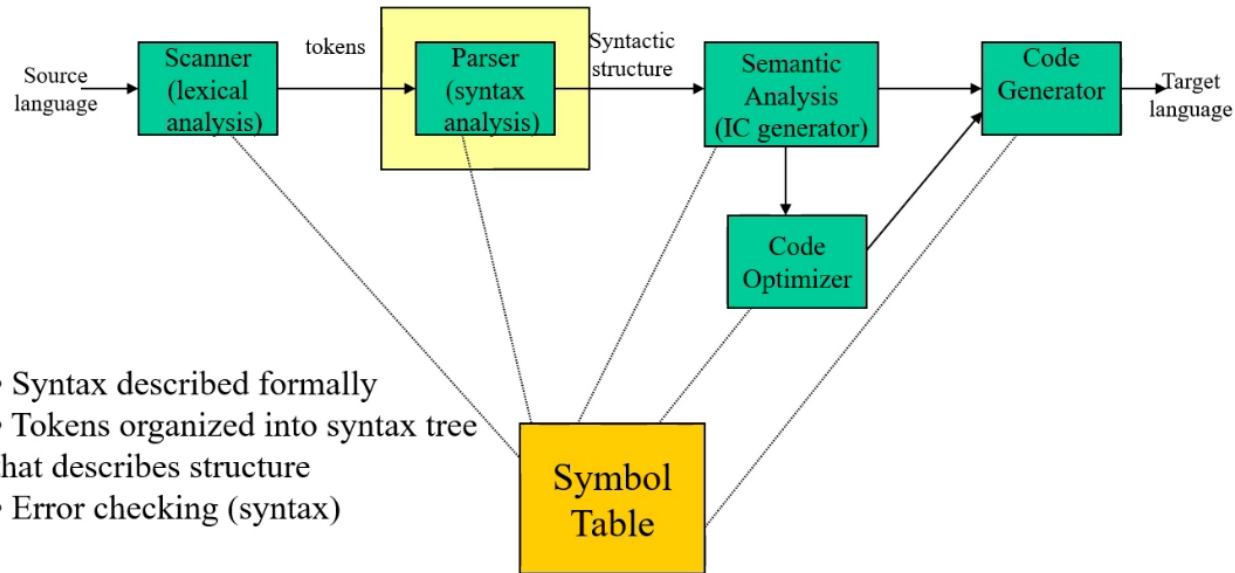 Source
language
Scanner
(lexical
analysis)
tokens
Parser
(syntax
analysis)
Syntactic
structure
Semantic
Analysis
(IC generator)
Code
Generator
Target
language
Code
Optimizer
• Syntax described formally
• Tokens organized into syntax tree
that describes structure
• Error checking (syntax)
Symbol
Table